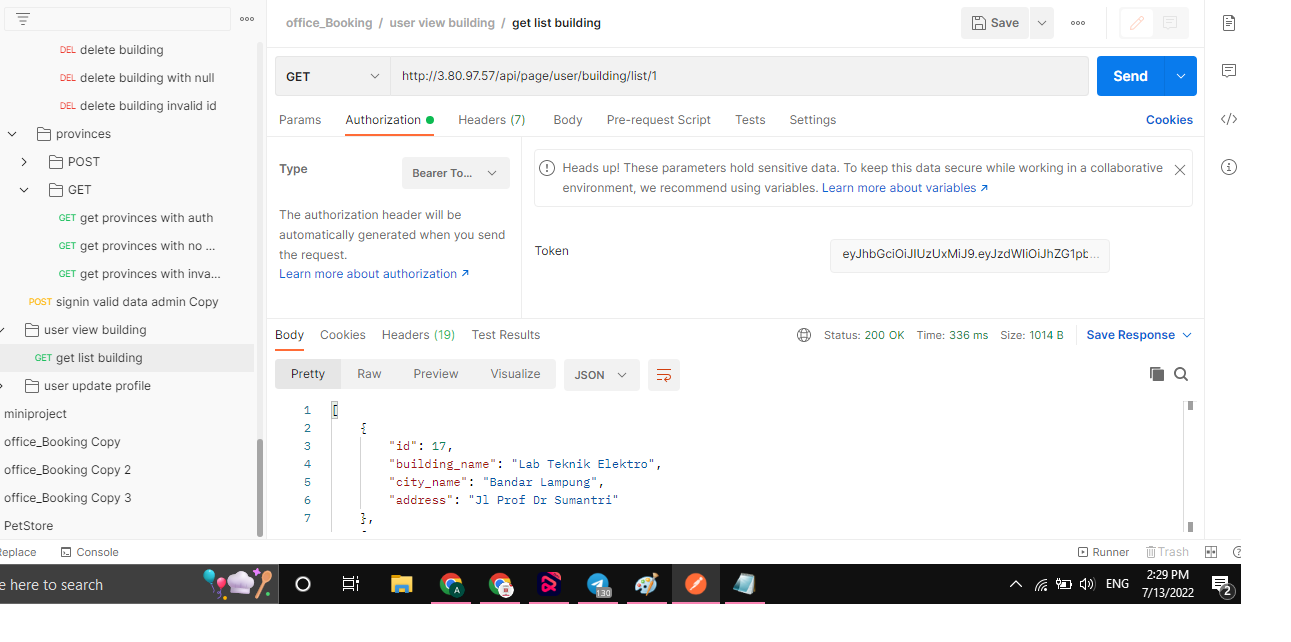 office_Booking / user view building / get list building
Save
DEL delete building
DEL delete building with null
DEL delete building invalid id
provinces
POST
GET
GET get provinces with auth
GET get provinces with no ...
GET get provinces with inva...
POST signin valid data admin Copy
user view building
GET get list building
user update profile
miniproject
office_Booking Copy
office_Booking Copy 2
office_Booking Copy 3
PetStore
GET http://3.80.97.57/api/page/user/building/list/1
Send
Params Authorization Headers (7) Body Pre-request Script Tests Settings Cookies
Type
Bearer To...
The authorization header will be
automatically generated when you send
the request.
Learn more about authorization ↗
Heads up! These parameters hold sensitive data. To keep this data secure while working in a collaborative
environment, we recommend using variables. Learn more about variables ↗
Token
eyJhbGciOiJIUzUxMiJ9.eyJzdWIiOiJhZG1pb...
Body Cookies Headers (19) Test Results
Status: 200 OK Time: 336 ms Size: 1014 B Save Response
Pretty Raw Preview Visualize JSON
1 [
2 {
3 "id": 17,
4 "building_name": "Lab Teknik Elektro",
5 "city_name": "Bandar Lampung",
6 "address": "Jl Prof Dr Sumantri"
7 },
eplace Console
Runner Trash
e here to search
A
130
ENG
2:29 PM
7/13/2022
2